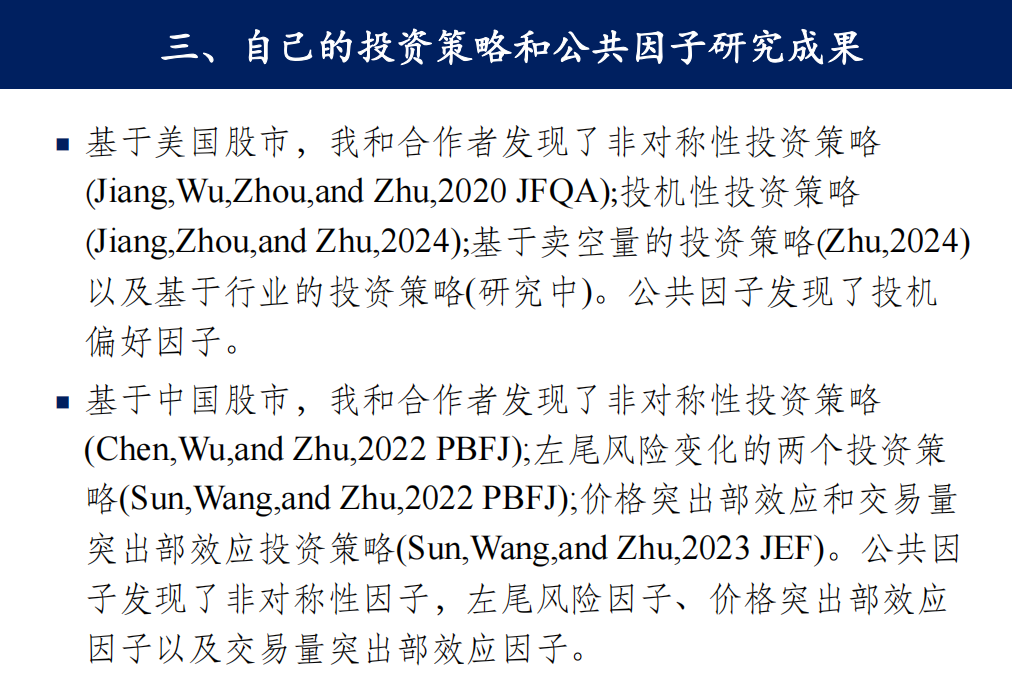 三、自己的投资策略和公共因子研究成果
▪ 基于美国股市，我和合作者发现了非对称性投资策略
(Jiang,Wu,Zhou,and Zhu,2020 JFQA);投机性投资策略
(Jiang,Zhou,and Zhu,2024);基于卖空量的投资策略(Zhu,2024)
以及基于行业的投资策略(研究中)。公共因子发现了投机
偏好因子。
▪ 基于中国股市，我和合作者发现了非对称性投资策略
(Chen,Wu,and Zhu,2022 PBFJ);左尾风险变化的两个投资策
略(Sun,Wang,and Zhu,2022 PBFJ);价格突出部效应和交易量
突出部效应投资策略(Sun,Wang,and Zhu,2023 JEF)。公共因
子发现了非对称性因子，左尾风险因子、价格突出部效应
因子以及交易量突出部效应因子。